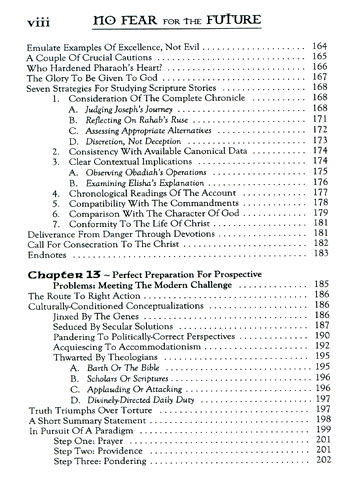 viii NO FEAR FOR THE FUTURE
Emulate Examples Of Excellence, Not Evil . . . . . . . . . . . . . . . . . . . . 164
A Couple Of Crucial Cautions . . . . . . . . . . . . . . . . . . . . 165
Who Hardened Pharaoh's Heart? . . . . . . . . . . . . . . . . . . . . 166
The Glory To Be Given To God . . . . . . . . . . . . . . . . . . . . 167
Seven Strategies For Studying Scripture Stories . . . . . . . . . . . . . . . . . . . . 168
1. Consideration Of The Complete Chronicle . . . . . . . . . . . 168
A. Judging Joseph's Journey . . . . . . . . . . . . . . . . . . . . 168
B. Reflecting On Rahab's Ruse . . . . . . . . . . . . . . . . . . . . 171
C. Assessing Appropriate Alternatives . . . . . . . . . . . . . . . 172
D. Discretion, Not Deception . . . . . . . . . . . . . . . . . . . . 173
2. Consistency With Available Canonical Data . . . . . . . . . . 174
3. Clear Contextual Implications . . . . . . . . . . . . . . . . . . . . 174
A. Observing Obadiah's Operations . . . . . . . . . . . . . . . . 175
B. Examining Elisha's Explanation . . . . . . . . . . . . . . . . 176
4. Chronological Readings Of The Account . . . . . . . . . . . . 177
5. Compatibility With The Commandments . . . . . . . . . . . . 178
6. Comparison With The Character Of God . . . . . . . . . . . . 179
7. Conformity To The Life Of Christ . . . . . . . . . . . . . . . . 181
Deliverance From Danger Through Devotions . . . . . . . . . . . . . . . 181
Call For Consecration To The Christ . . . . . . . . . . . . . . . . . . . . 182
Endnotes . . . . . . . . . . . . . . . . . . . . 183
Chapter 13 ~ Perfect Preparation For Prospective
Problems: Meeting The Modern Challenge . . . . . . . . . . . . 185
The Route To Right Action . . . . . . . . . . . . . . . . . . . . 186
Culturally-Conditioned Conceptualizations . . . . . . . . . . . . . . . . . . . . 186
Jinxed By The Genes . . . . . . . . . . . . . . . . . . . . 186
Seduced By Secular Solutions . . . . . . . . . . . . . . . . . . . . 187
Pandering To Politically-Correct Perspectives . . . . . . . . . . . . 190
Acquiescing To Accommodationism . . . . . . . . . . . . . . . . . . . . 192
Thwarted By Theologians . . . . . . . . . . . . . . . . . . . . 195
A. Barth Or The Bible . . . . . . . . . . . . . . . . . . . . 195
B. Scholars Or Scriptures . . . . . . . . . . . . . . . . . . . . 196
C. Applauding Or Attacking . . . . . . . . . . . . . . . . . . . . 196
D. Divinely-Directed Daily Duty . . . . . . . . . . . . . . . . 197
Truth Triumphs Over Torture . . . . . . . . . . . . . . . . . . . . 197
A Short Summary Statement . . . . . . . . . . . . . . . . . . . . 198
In Pursuit Of A Paradigm . . . . . . . . . . . . . . . . . . . . 199
Step One: Prayer . . . . . . . . . . . . . . . . . . . . 201
Step Two: Providence . . . . . . . . . . . . . . . . . . . . 201
Step Three: Pondering . . . . . . . . . . . . . . . . . . . . 202